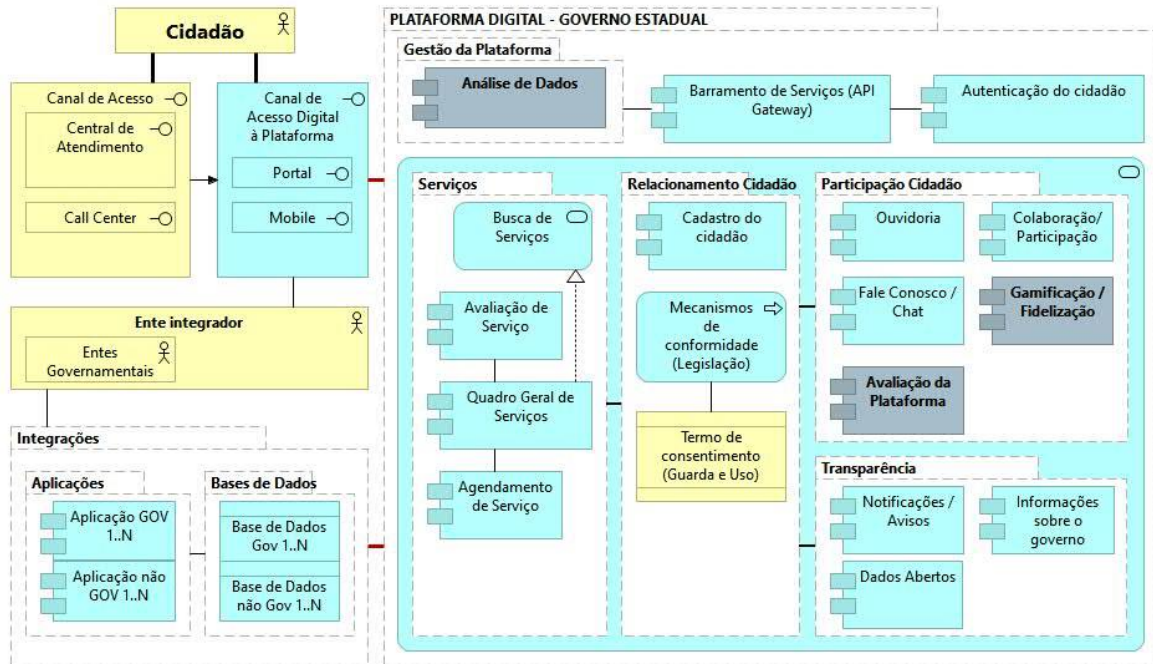 Cidadão
Canal de Acesso
Central de
Atendimento
Call Center
Canal de
Acesso Digital
à Plataforma
Portal
Mobile
Ente integrador
Entes
Governamentais
Integrações
Aplicações
Aplicação GOV
1..N
Aplicação não
GOV 1..N
Bases de Dados
Base de Dados
Gov 1..N
Base de Dados
não Gov 1..N
PLATAFORMA DIGITAL - GOVERNO ESTADUAL
Gestão da Plataforma
Análise de Dados
Barramento de Serviços (API
Gateway)
Autenticação do cidadão
Serviços
Busca de
Serviços
Avaliação de
Serviço
Quadro Geral de
Serviços
Agendamento
de Serviço
Relacionamento Cidadão
Cadastro do
cidadão
Mecanismos
de
conformidade
(Legislação)
Termo de
consentimento
(Guarda e Uso)
Participação Cidadão
Ouvidoria
Colaboração/
Participação
Fale Conosco /
Chat
Gamificação /
Fidelização
Avaliação da
Plataforma
Transparência
Notificações /
Avisos
Informações
sobre o
governo
Dados Abertos